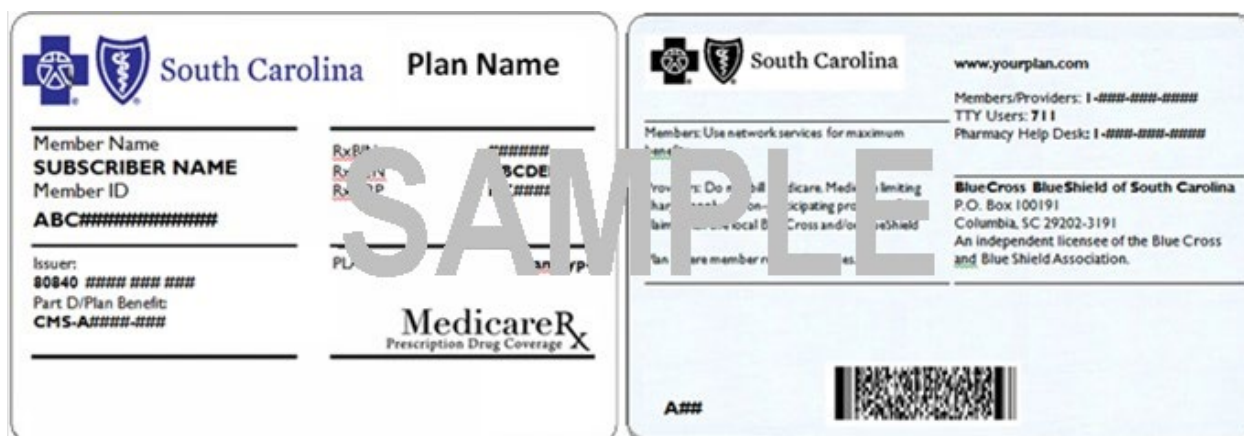 South Carolina
Plan Name
Member Name
SUBSCRIBER NAME
Member ID
ABC##############
Issuer:
80840 #### ### ###
Part D/Plan Benefit:
CMS-A####-###
MedicareRx
Prescription Drug Coverage
SAMPLE
South Carolina
Members: Use network services for maximum
www.yourplan.com
Members/Providers: 1-###-###-####
TTY Users: 711
Pharmacy Help Desk: 1-###-###-####
BlueCross BlueShield of South Carolina
P.O. Box 100191
Columbia, SC 29202-3191
An independent licensee of the Blue Cross
and Blue Shield Association.
A##